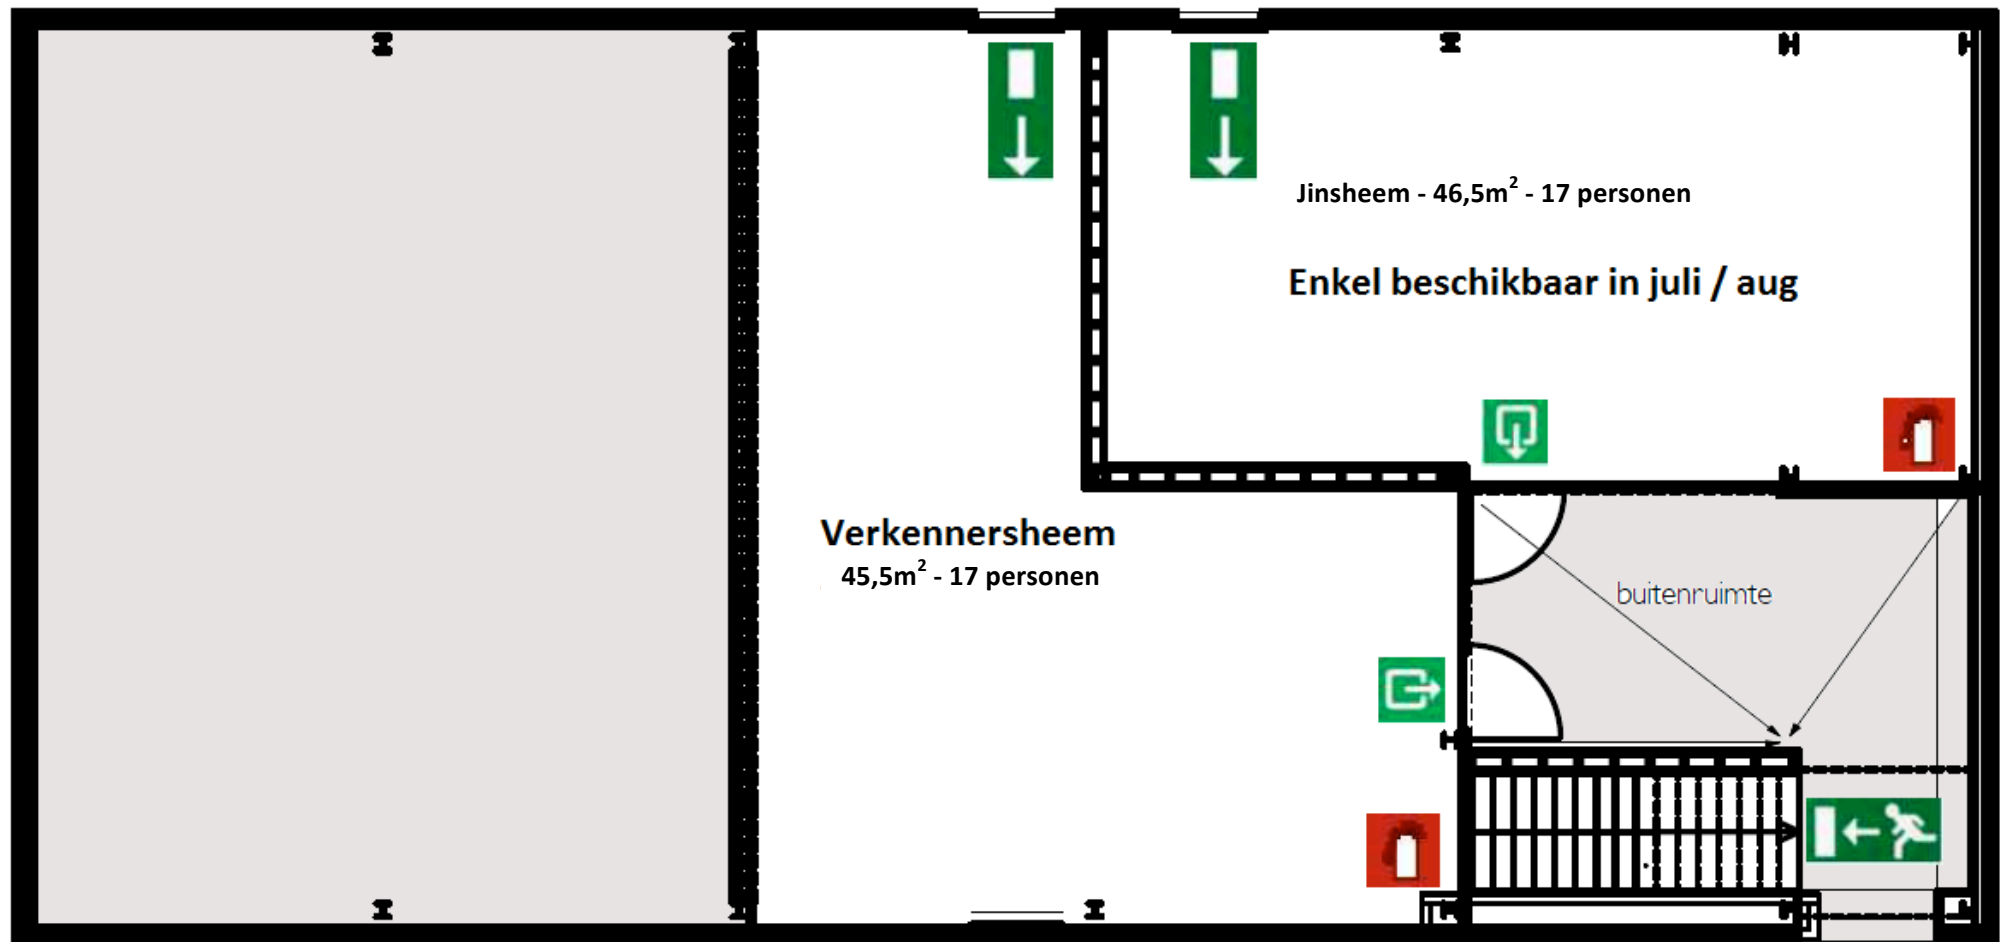 Jinsheem - 46,5m² - 17 personen
Enkel beschikbaar in juli / aug
Verkennersheem
45,5m² - 17 personen
buitenruimte